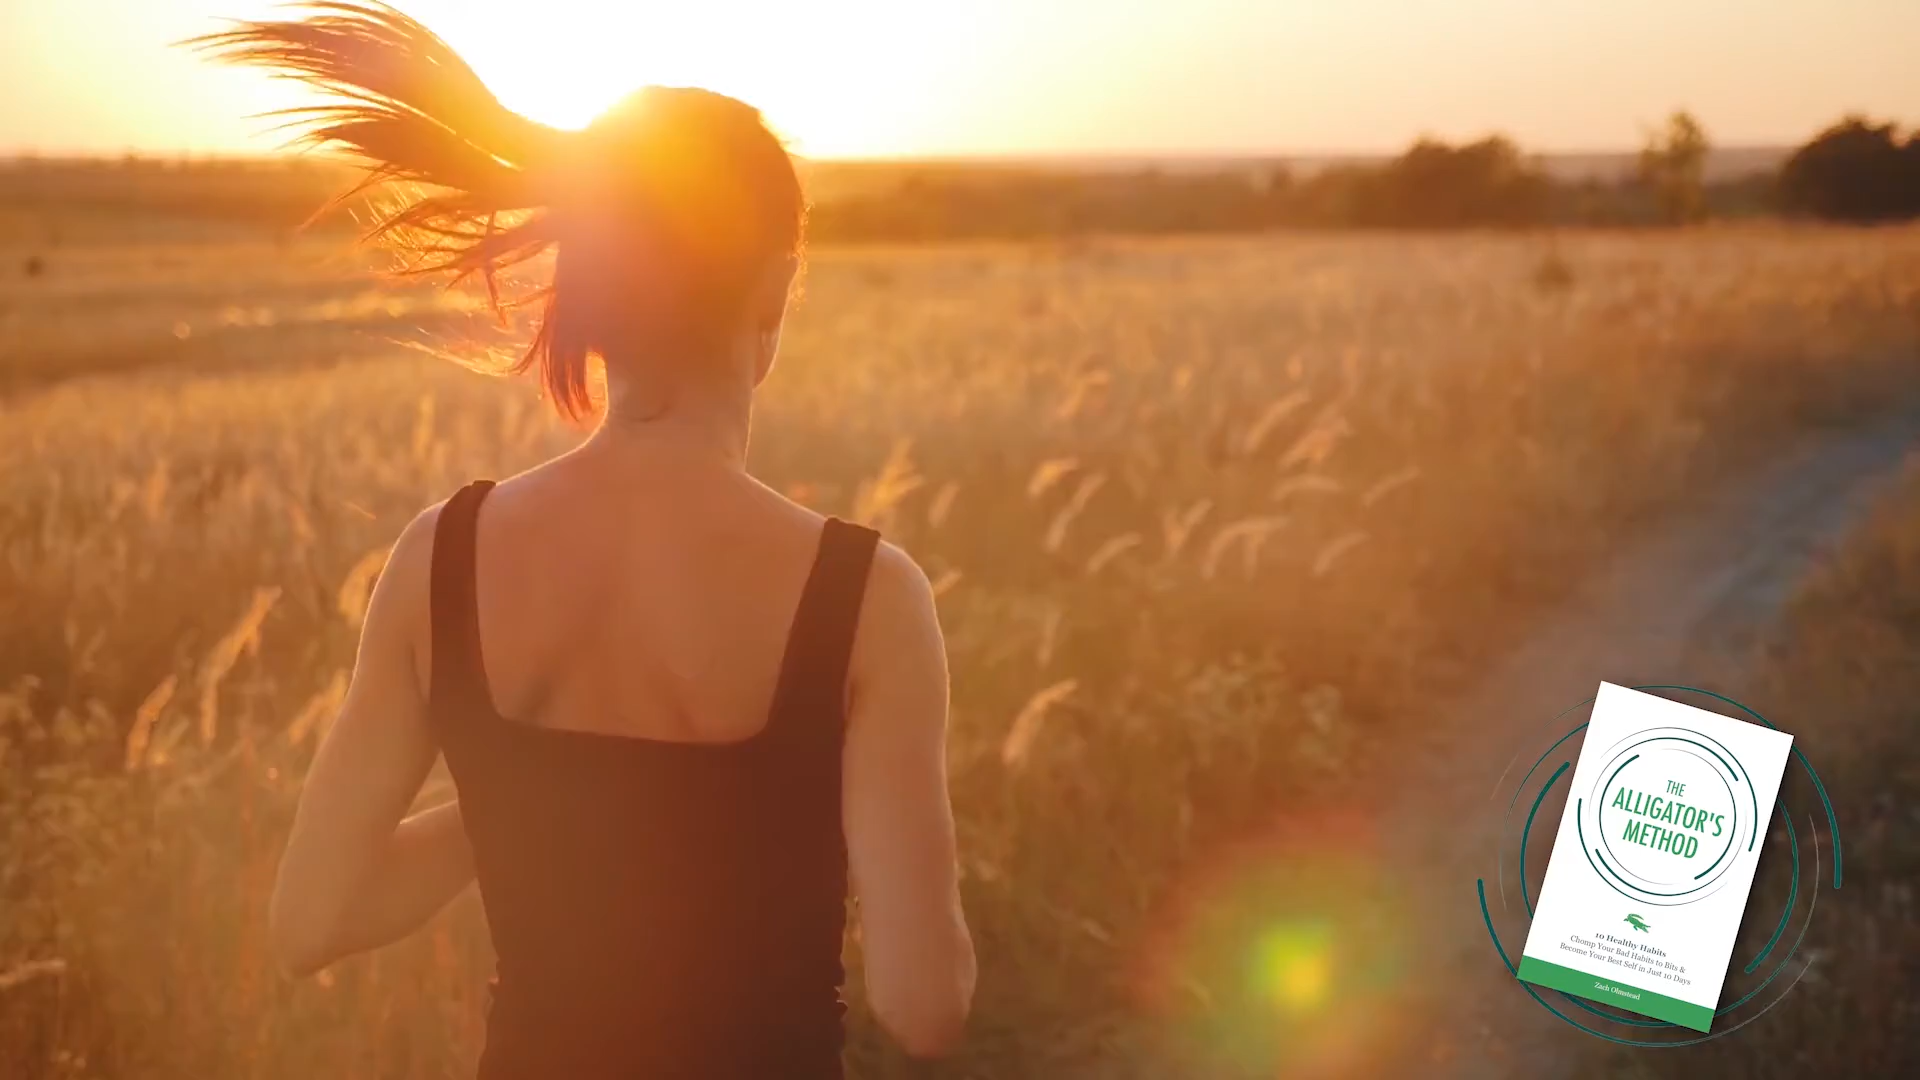 THE
ALLIGATOR'S
METHOD
10 Healthy Habits
Chomp Your Bad Habits to Bits &
Become Your Best Self in Just 10 Days
Zach Olmstead